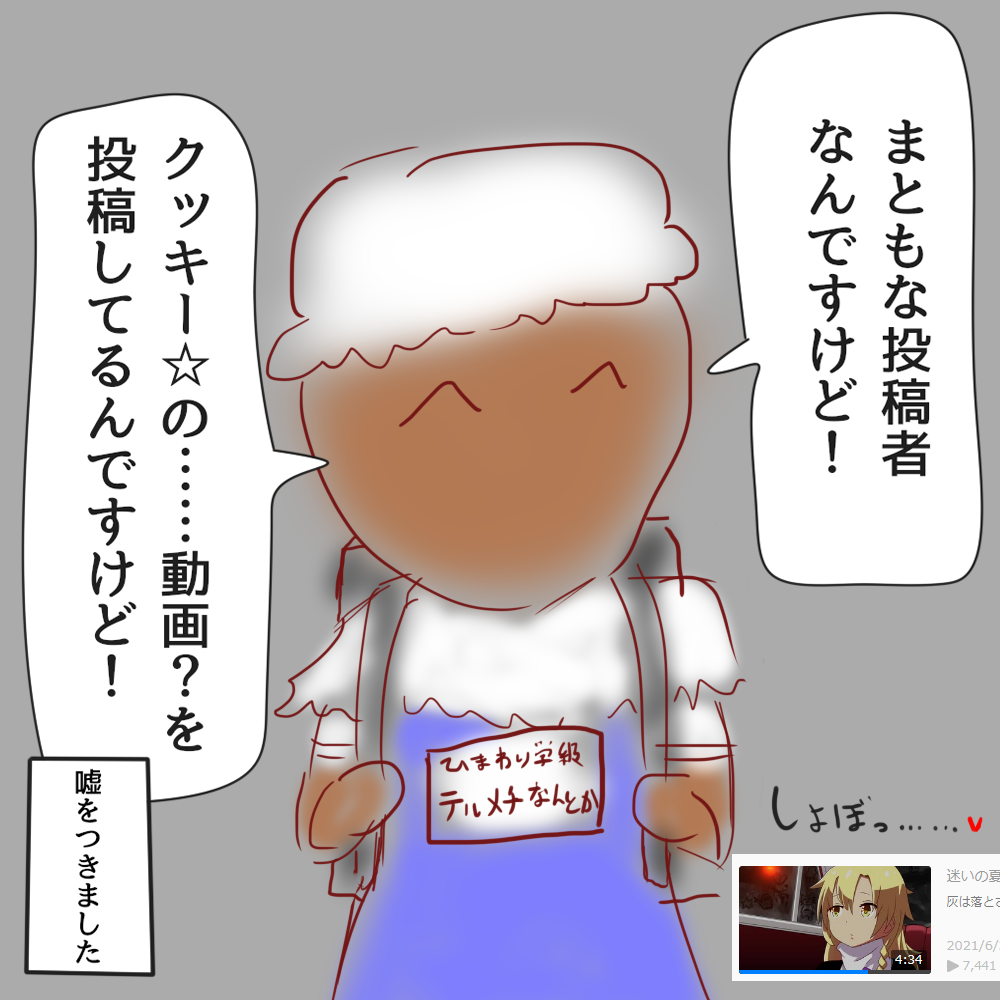 まともな投稿者
なんですけど！
クッキー☆の……動画？を
投稿してるんですけど！
嘘をつきました
ひまわり学級
テルメチなんとか
しょぼっ……
迷いの夏
灰は落と
2021/6/
4:34
7,441